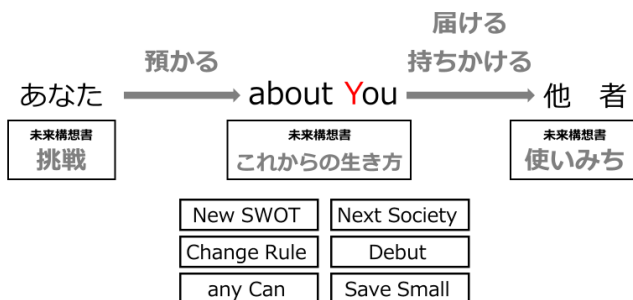 届ける
預かる
持ちかける
あなた
about You
他 者
未来構想書
挑戦
未来構想書
これからの生き方
未来構想書
使いみち
New SWOT
Next Society
Change Rule
Debut
any Can
Save Small